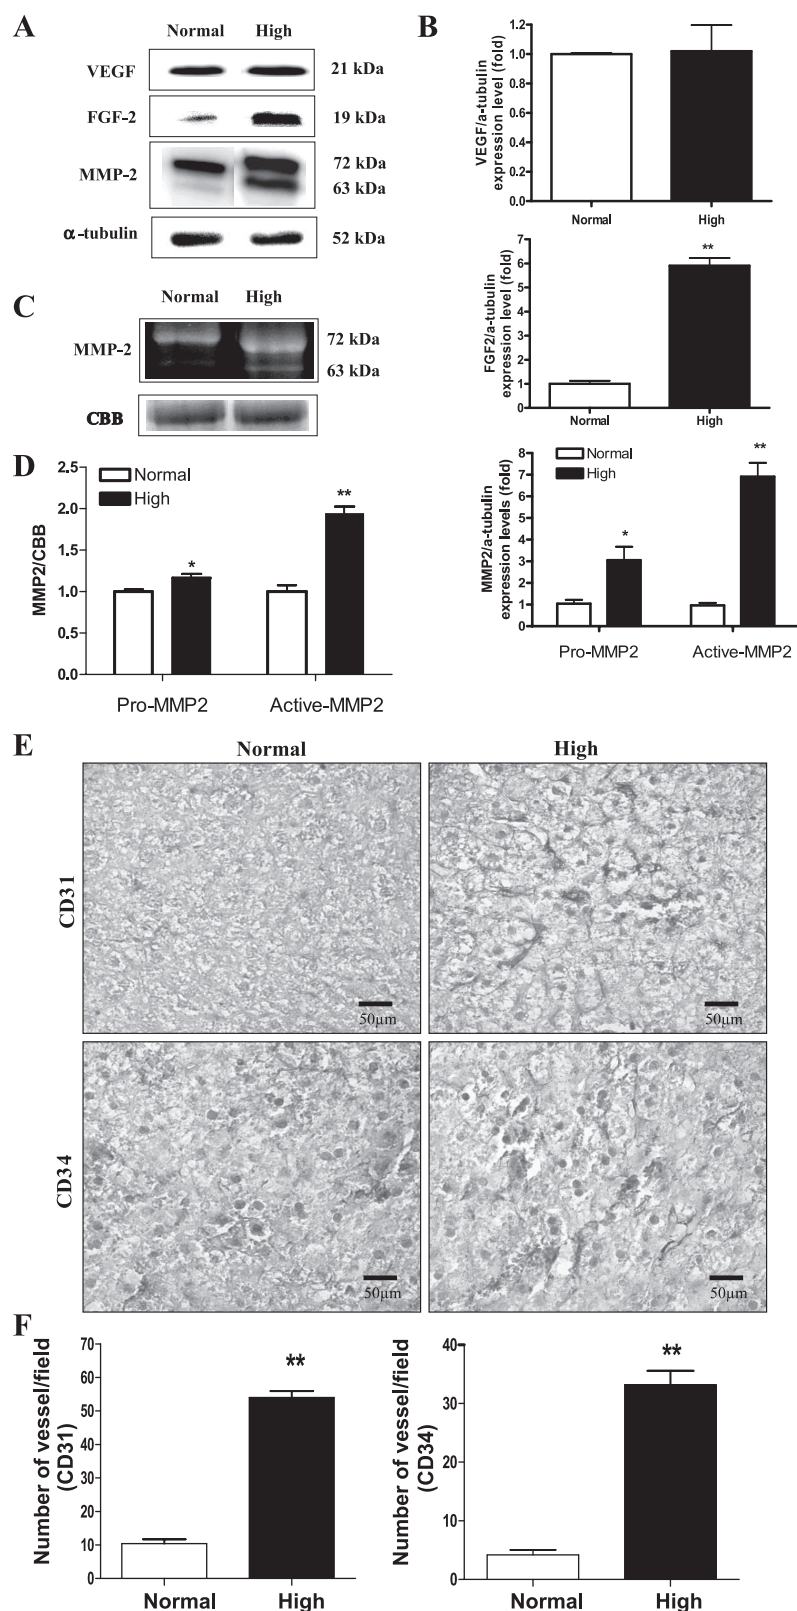 A
Normal High
VEGF 21 kDa
FGF-2 19 kDa
MMP-2 72 kDa
63 kDa
α-tubulin 52 kDa
B
VEGF/a-tubulin
expression level (fold)
1.2
1.0
0.8
0.6
0.4
0.2
0.0
Normal High
FGF2/a-tubulin
expression level (fold)
**
7
6
5
4
3
2
1
0
Normal High
MMP2/a-tubulin
expression levels (fold)
Normal
High
8
7
6
5
4
3
2
1
0
*
**
Pro-MMP2 Active-MMP2
C
Normal High
MMP-2 72 kDa
63 kDa
CBB
D
MMP2/CBB
Normal
High
2.5
2.0
1.5
1.0
0.5
0.0
*
**
Pro-MMP2 Active-MMP2
E
Normal High
CD31
50µm 50µm
CD34
50µm 50µm
F
Number of vessel/field
(CD31)
70
60
50
40
30
20
10
0
**
Normal High
Number of vessel/field
(CD34)
40
30
20
10
0
**
Normal High